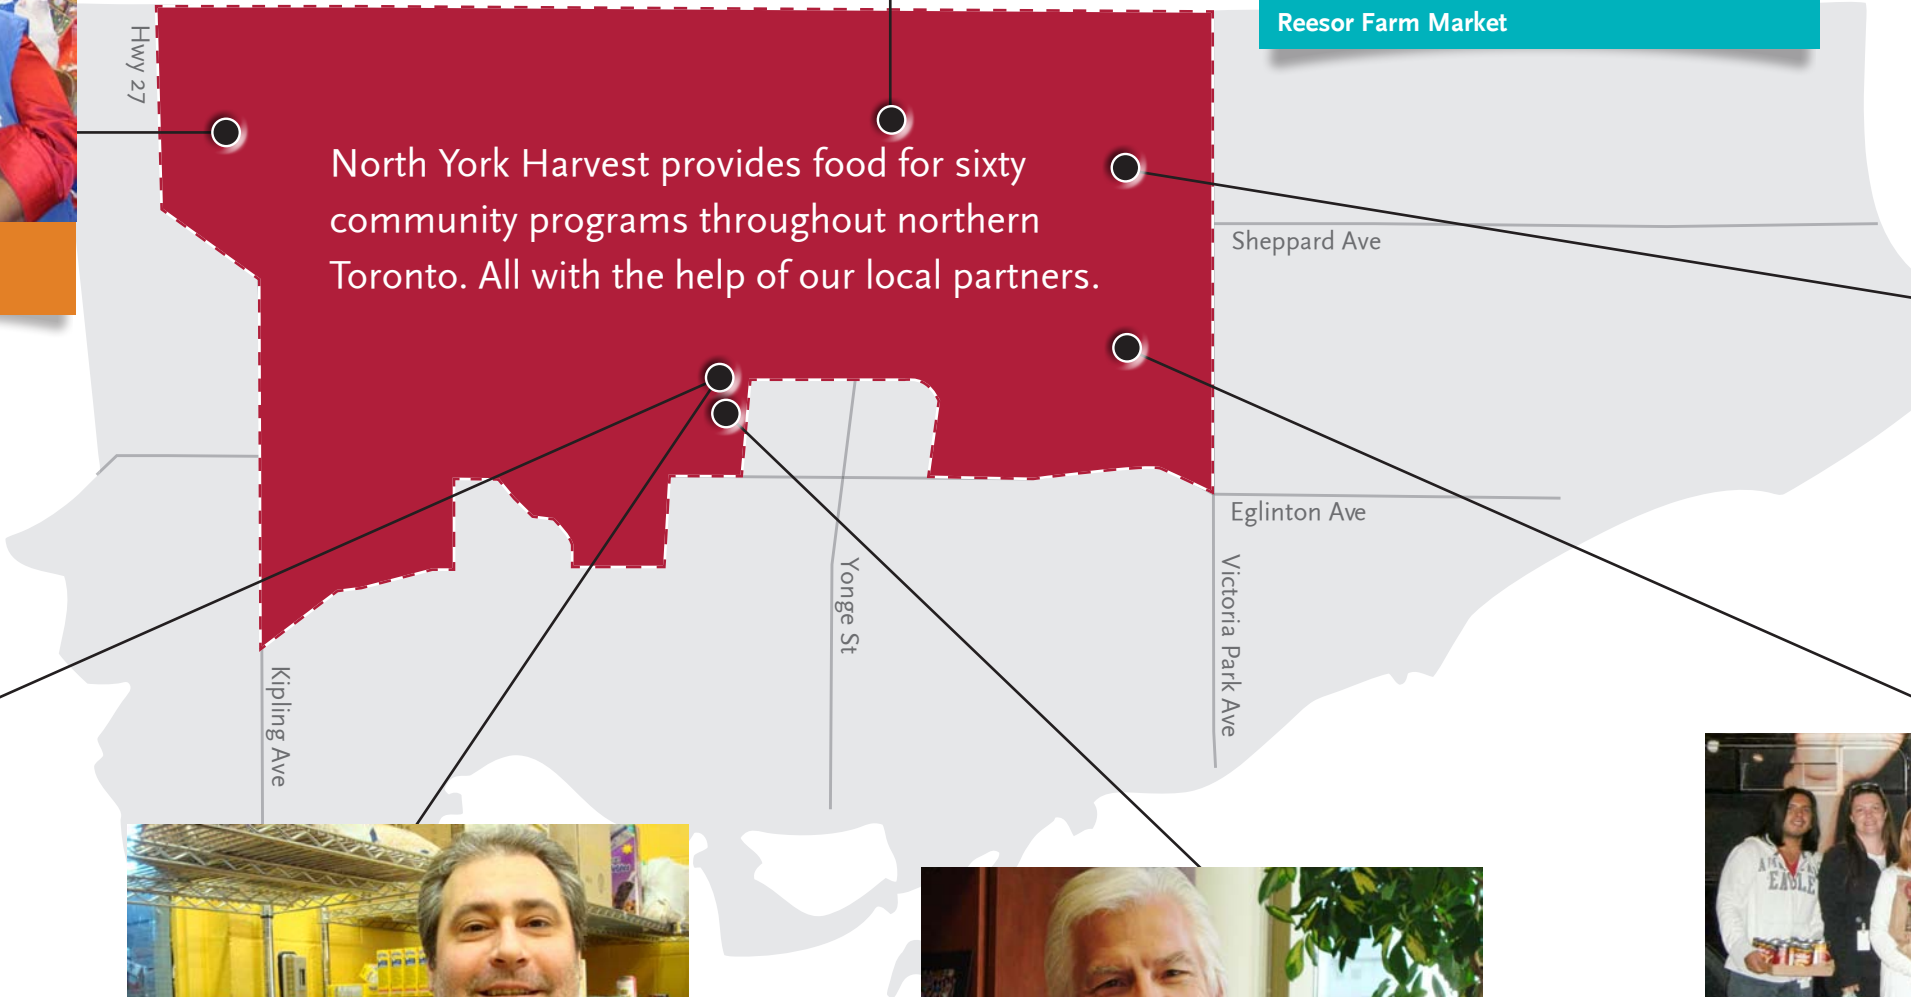 Reesor Farm Market
Hwy 27
North York Harvest provides food for sixty
community programs throughout northern
Toronto. All with the help of our local partners.
Sheppard Ave
Eglinton Ave
Yonge St
Victoria Park Ave
Kipling Ave
EAGLE